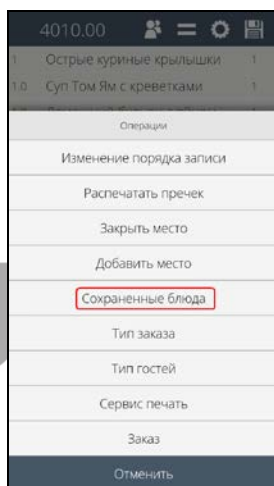 4010.00
1 Острые куриные крылышки 1
1.0 Суп Том Ям с креветками 1
Операции
Изменение порядка записи
Распечатать пречек
Закрыть место
Добавить место
Сохраненные блюда
Тип заказа
Тип гостей
Сервис печать
Заказ
Отменить